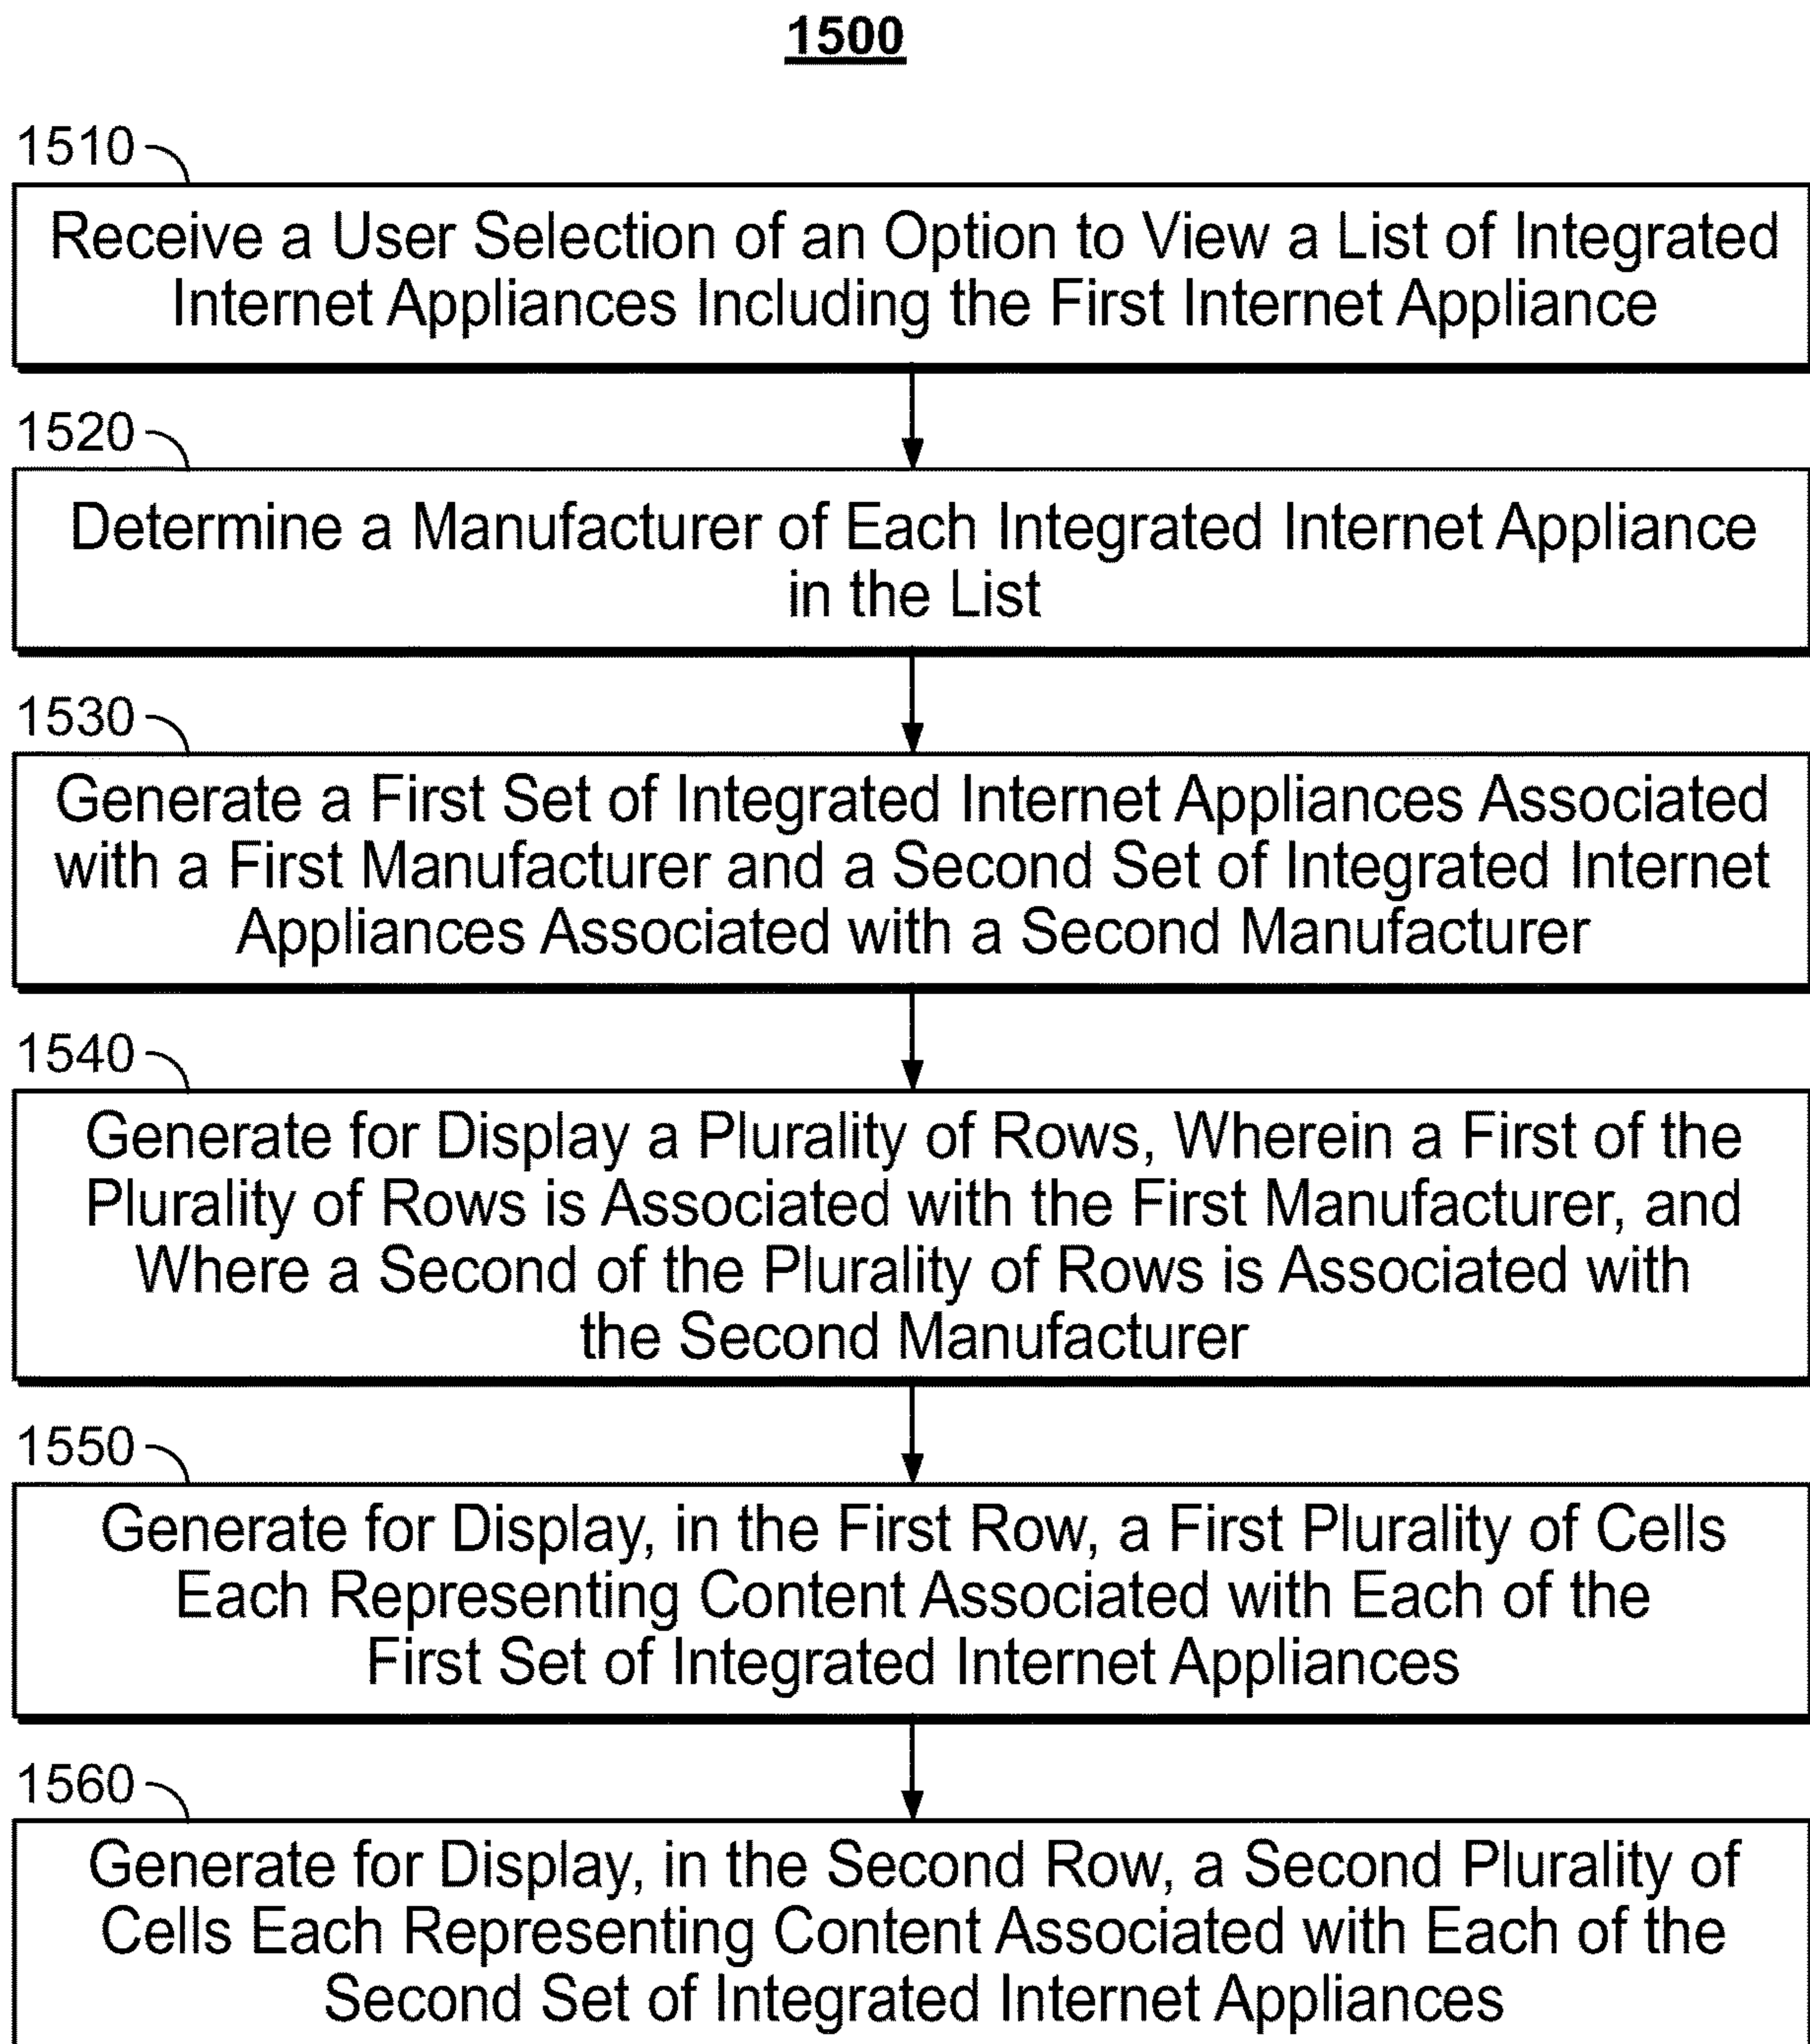 1500
1510
Receive a User Selection of an Option to View a List of Integrated
Internet Appliances Including the First Internet Appliance
1520
Determine a Manufacturer of Each Integrated Internet Appliance
in the List
1530
Generate a First Set of Integrated Internet Appliances Associated
with a First Manufacturer and a Second Set of Integrated Internet
Appliances Associated with a Second Manufacturer
1540
Generate for Display a Plurality of Rows, Wherein a First of the
Plurality of Rows is Associated with the First Manufacturer, and
Where a Second of the Plurality of Rows is Associated with
the Second Manufacturer
1550
Generate for Display, in the First Row, a First Plurality of Cells
Each Representing Content Associated with Each of the
First Set of Integrated Internet Appliances
1560
Generate for Display, in the Second Row, a Second Plurality of
Cells Each Representing Content Associated with Each of the
Second Set of Integrated Internet Appliances